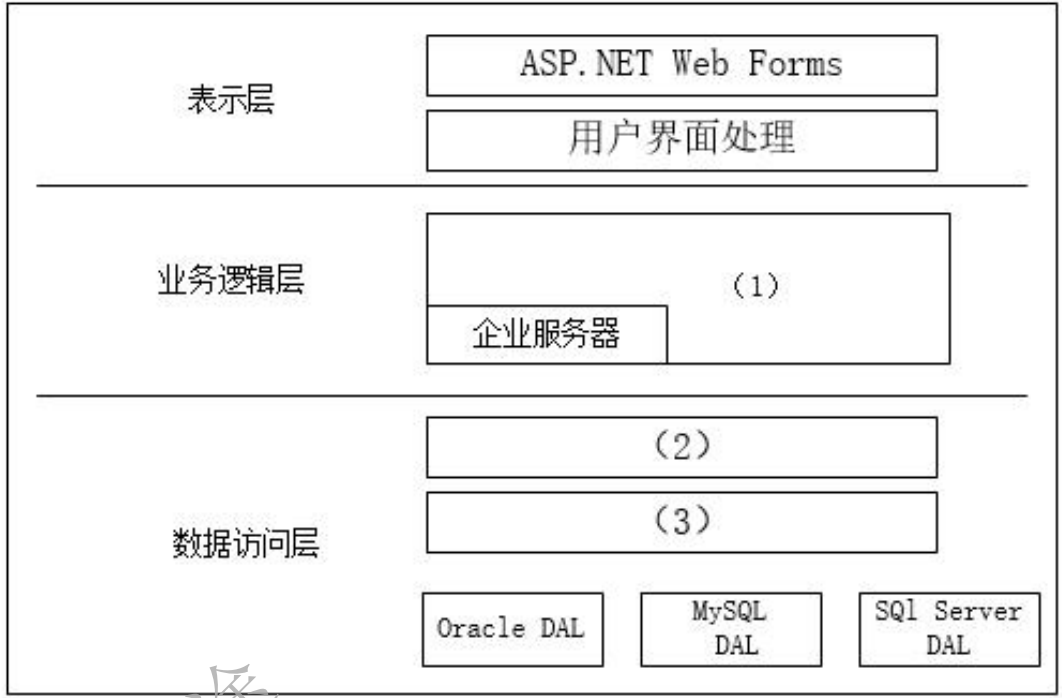 表示层
ASP.NET Web Forms
用户界面处理
业务逻辑层
(1)
企业服务器
数据访问层
(2)
(3)
Oracle DAL
MySQL
DAL
SQl Server
DAL